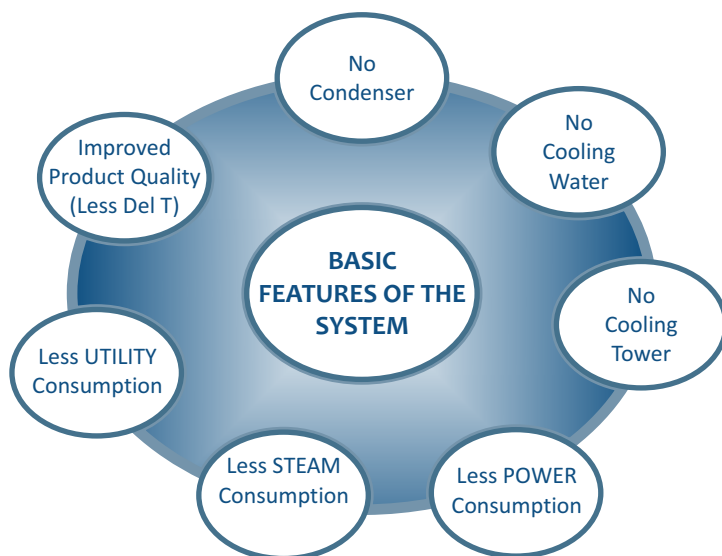 No
Condenser
No
Cooling
Water
No
Cooling
Tower
Less POWER
Consumption
Less STEAM
Consumption
Less UTILITY
Consumption
Improved
Product Quality
(Less Del T)
BASIC
FEATURES OF THE
SYSTEM